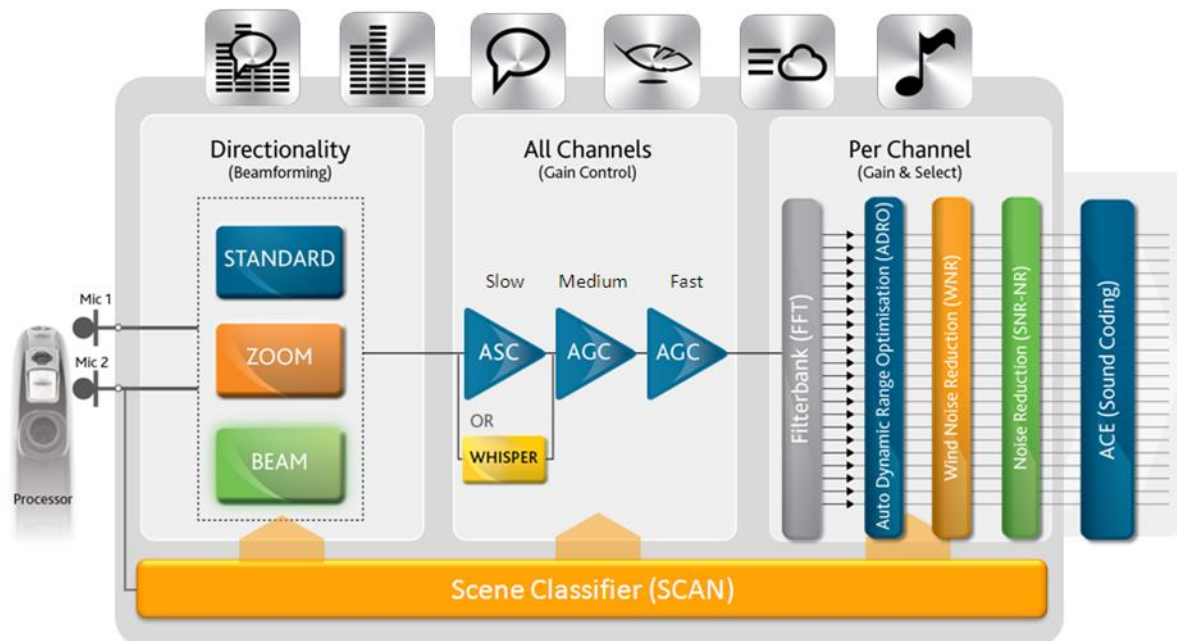 Directionality
(Beamforming)
STANDARD
ZOOM
BEAM
Mic 1
Mic 2
Processor
All Channels
(Gain Control)
Slow
Medium
Fast
ASC
AGC
AGC
OR
WHISPER
Per Channel
(Gain & Select)
Filterbank (FFT)
Auto Dynamic Range Optimisation (ADRO)
Wind Noise Reduction (WNR)
Noise Reduction (SNR-NR)
ACE (Sound Coding)
Scene Classifier (SCAN)